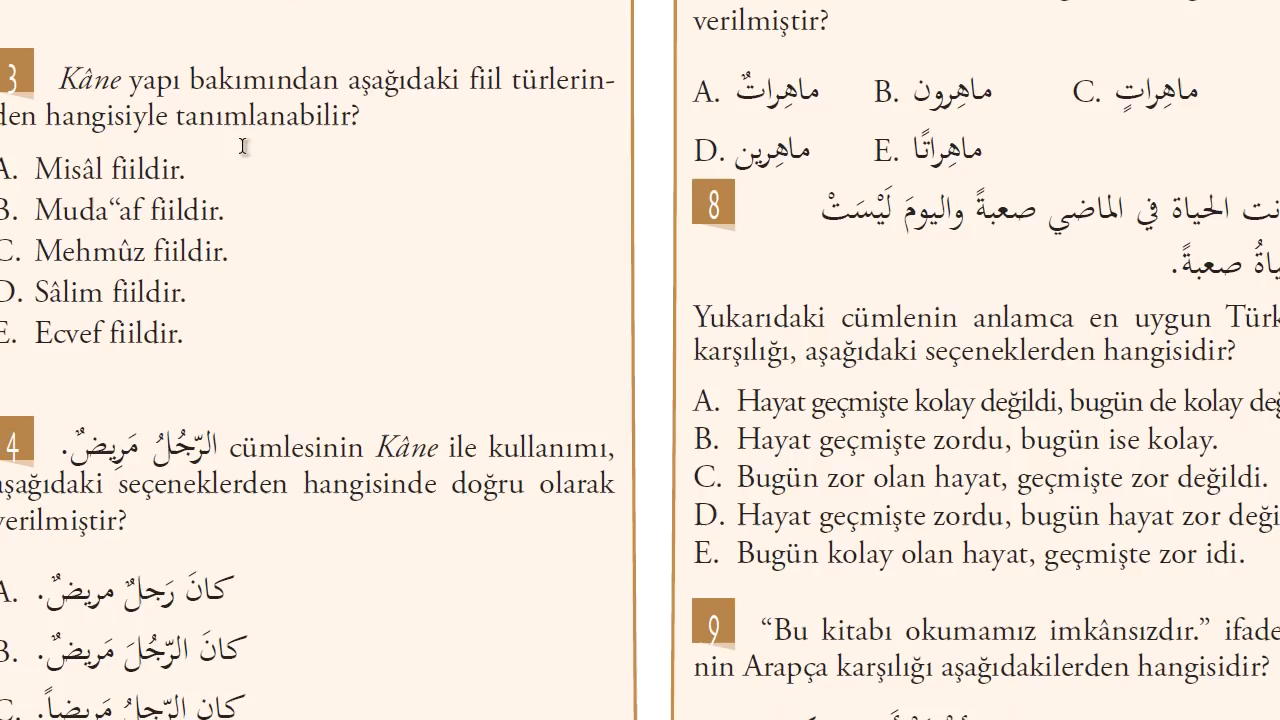 3 Kâne yapı bakımından aşağıdaki fiil türlerin-
den hangisiyle tanımlanabilir?
A. Misâl fiildir.
B. Muda“af fiildir.
C. Mehmûz fiildir.
D. Sâlim fiildir.
E. Ecvef fiildir.
4 الرّجُلُ مَرِيضٌ. cümlesinin Kâne ile kullanımı,
aşağıdaki seçeneklerden hangisinde doğru olarak
verilmiştir?
A. كانَ رَجلٌ مريضٌ.
B. كانَ الرّجُلَ مَريضٌ.
C. كان الرّجلُ مَريضاً.
verilmiştir?
A. ماهِراتٌ B. ماهِرون C. ماهِراتٍ
D. ماهِرين E. ماهِراتًا
8 الحياة في الماضي صعبةً واليومَ لَيْسَتْ
صعبةً.
Yukarıdaki cümlenin anlamca en uygun
karşılığı, aşağıdaki seçeneklerden hangisidir?
A. Hayat geçmişte kolay değildi, bugün de kolay
B. Hayat geçmişte zordu, bugün ise kolay.
C. Bugün zor olan hayat, geçmişte zor değildi.
D. Hayat geçmişte zordu, bugün hayat zor
E. Bugün kolay olan hayat, geçmişte zor idi.
9 “Bu kitabı okumamız imkânsızdır.”
nin Arapça karşılığı aşağıdakilerden hangisidir?